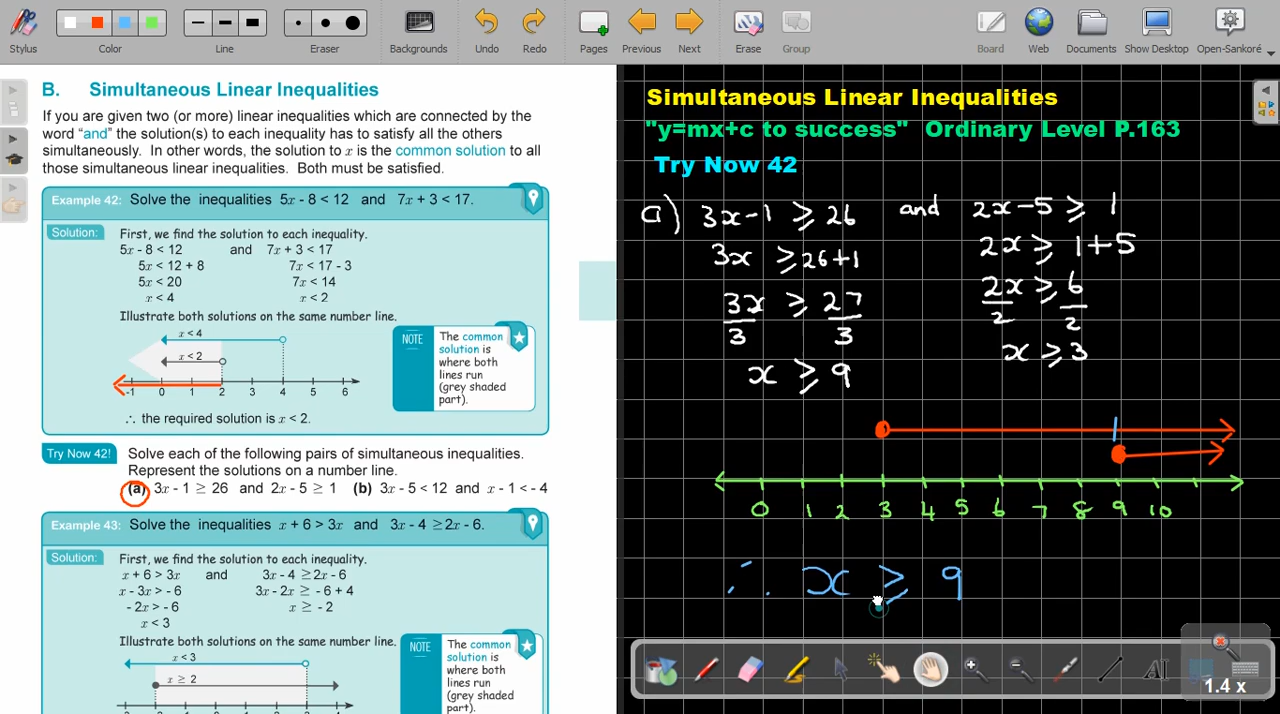 Stylus
Color
Line
Eraser
Backgrounds
Undo
Redo
Pages
Previous
Next
Erase
Group
Board
Web
Documents
Show Desktop
Open-Sankoré
B. Simultaneous Linear Inequalities
If you are given two (or more) linear inequalities which are connected by the
word “and” the solution(s) to each inequality has to satisfy all the others
simultaneously. In other words, the solution to x is the common solution to all
those simultaneous linear inequalities. Both must be satisfied.
Example 42: Solve the inequalities 5x - 8 < 12 and 7x + 3 < 17.
Solution: First, we find the solution to each inequality.
5x - 8 < 12 and 7x + 3 < 17
5x < 12 + 8 7x < 17 - 3
5x < 20 7x < 14
x < 4 x < 2
Illustrate both solutions on the same number line.
x < 4
x < 2
-1 0 1 2 3 4 5 6
NOTE
The common
solution is
where both
lines run
(grey shaded
part).
∴ the required solution is x < 2.
Try Now 42! Solve each of the following pairs of simultaneous inequalities.
Represent the solutions on a number line.
(a) 3x - 1 ≥ 26 and 2x - 5 ≥ 1 (b) 3x - 5 < 12 and x - 1 < - 4
Example 43: Solve the inequalities x + 6 > 3x and 3x - 4 ≥ 2x - 6.
Solution: First, we find the solution to each inequality.
x + 6 > 3x and 3x - 4 ≥ 2x - 6
x - 3x > - 6 3x - 2x ≥ - 6 + 4
- 2x > - 6 x ≥ - 2
x < 3
Illustrate both solutions on the same number line.
x < 3
x ≥ 2
NOTE
The common
solution is
where both
lines run
(grey shaded
part).
Simultaneous Linear Inequalities
"y=mx+c to success" Ordinary Level P.163
Try Now 42
a) 3x-1 ≥ 26 and 2x-5 ≥ 1
3x ≥ 26+1 2x ≥ 1+5
3x/3 ≥ 27/3 2x/2 ≥ 6/2
x ≥ 9 x ≥ 3
0 1 2 3 4 5 6 7 8 9 10
∴ x ≥ 9
1.4 x